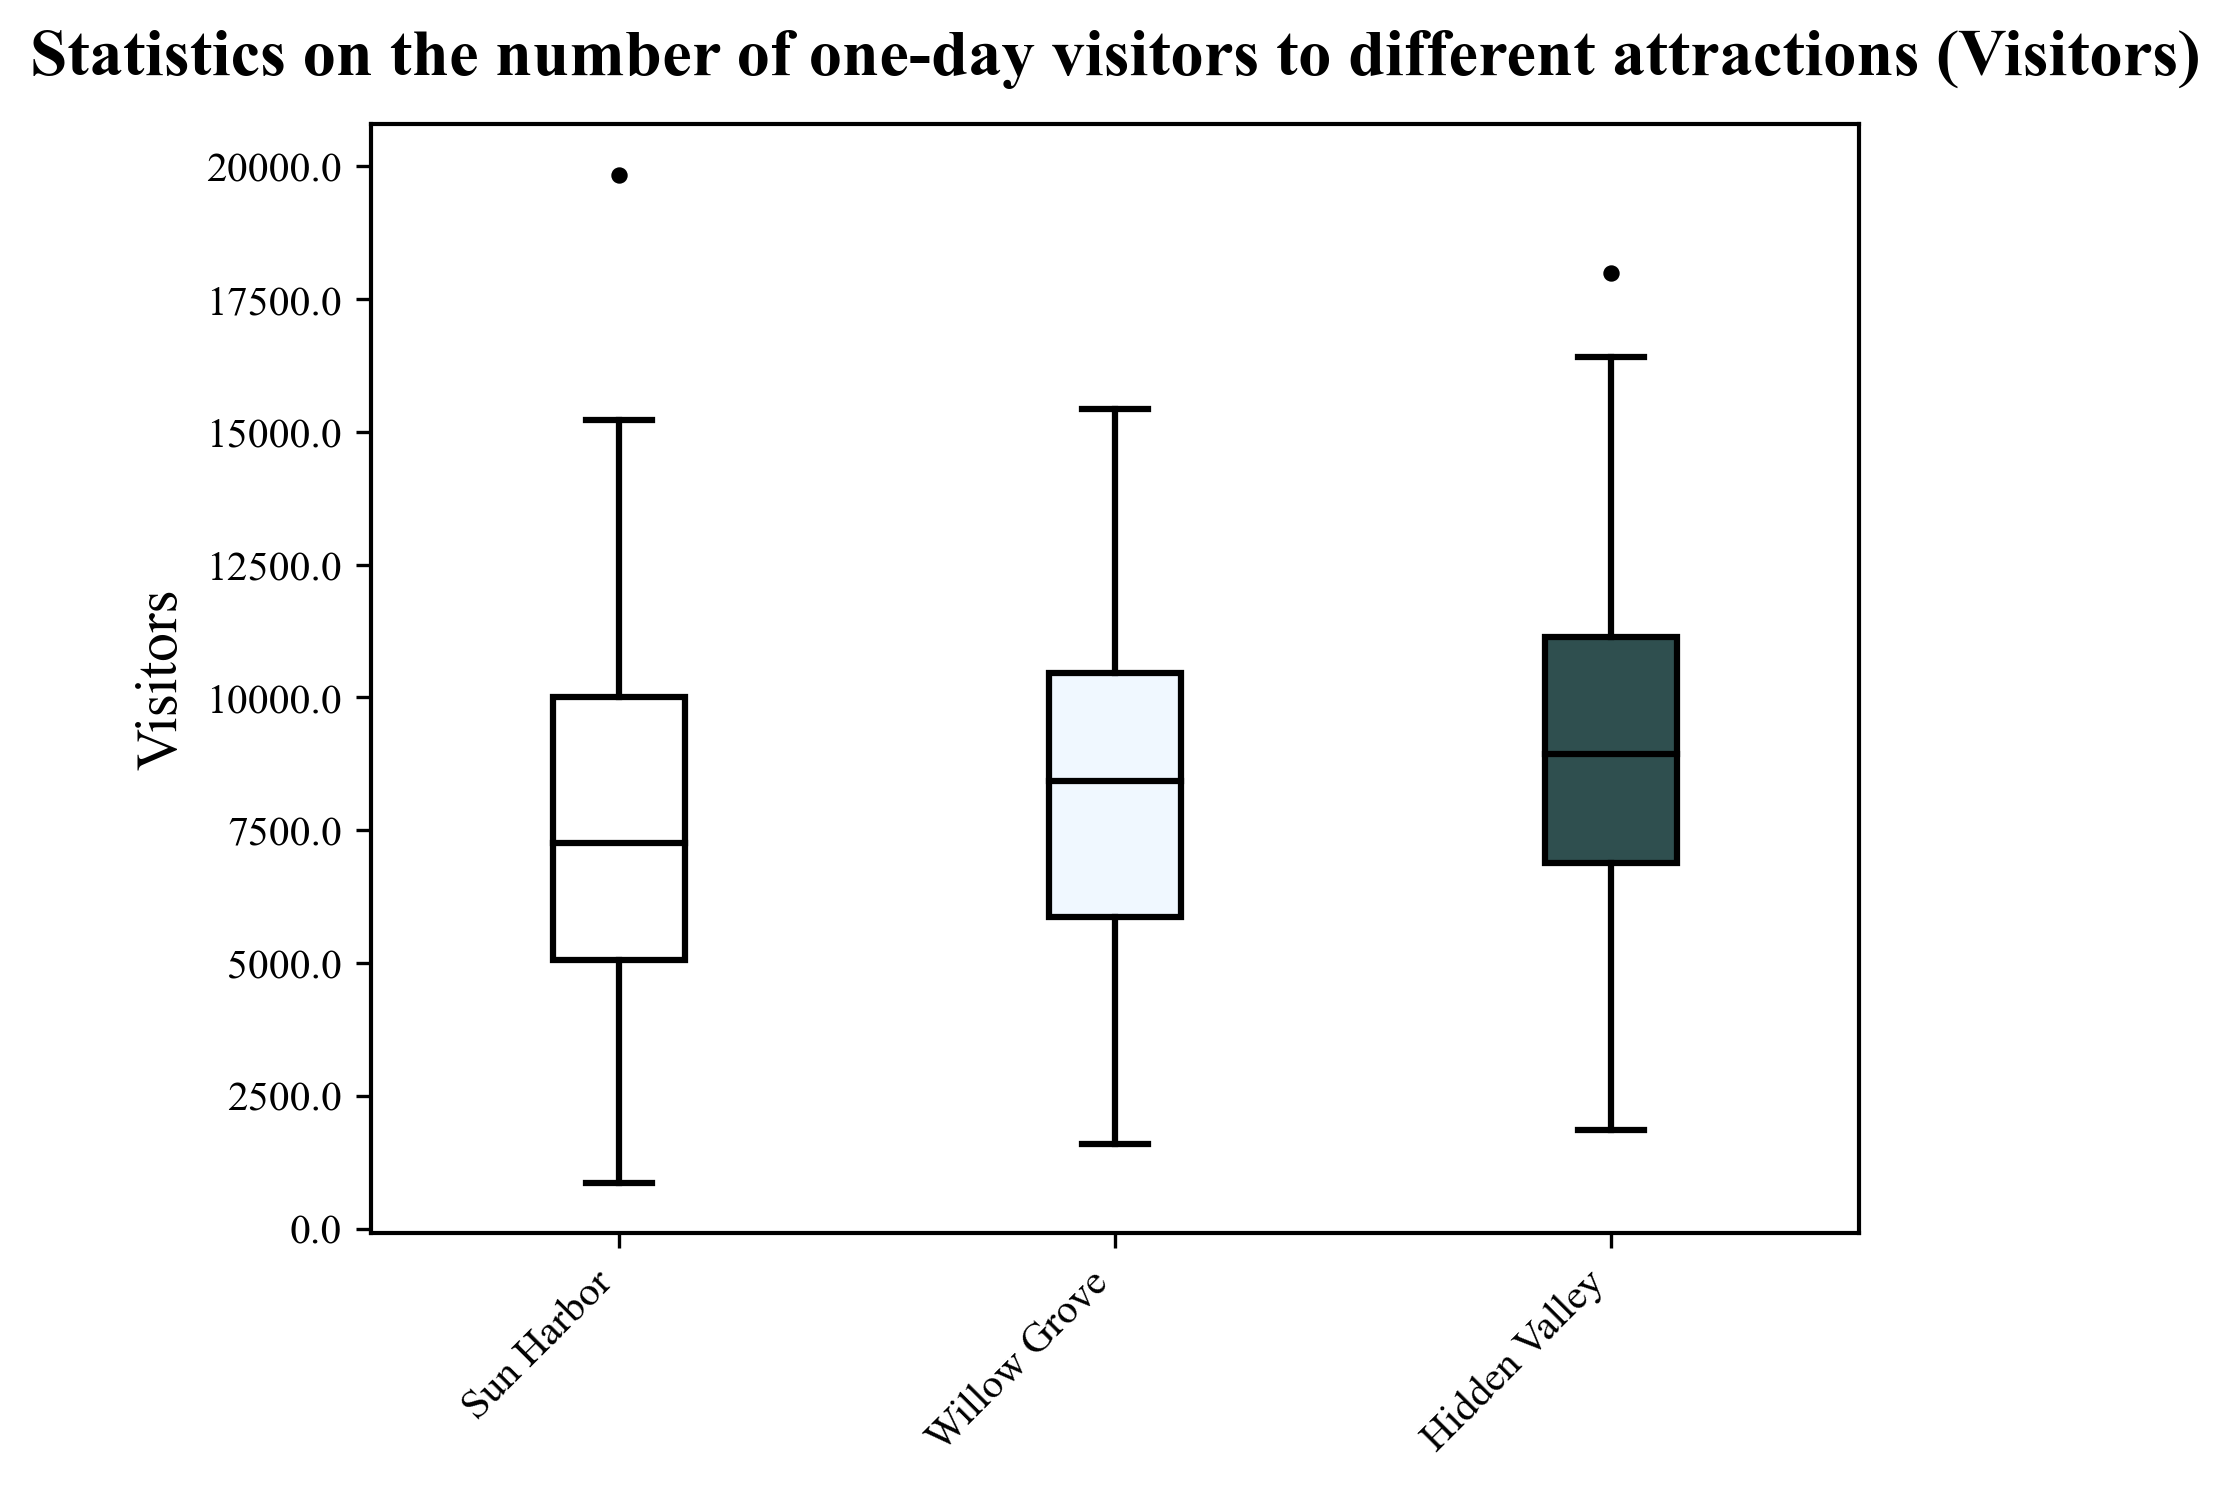 Statistics on the number of one-day visitors to different attractions (Visitors)
Visitors
20000.0
17500.0
15000.0
12500.0
10000.0
7500.0
5000.0
2500.0
0.0
Sun Harbor
Willow Grove
Hidden Valley